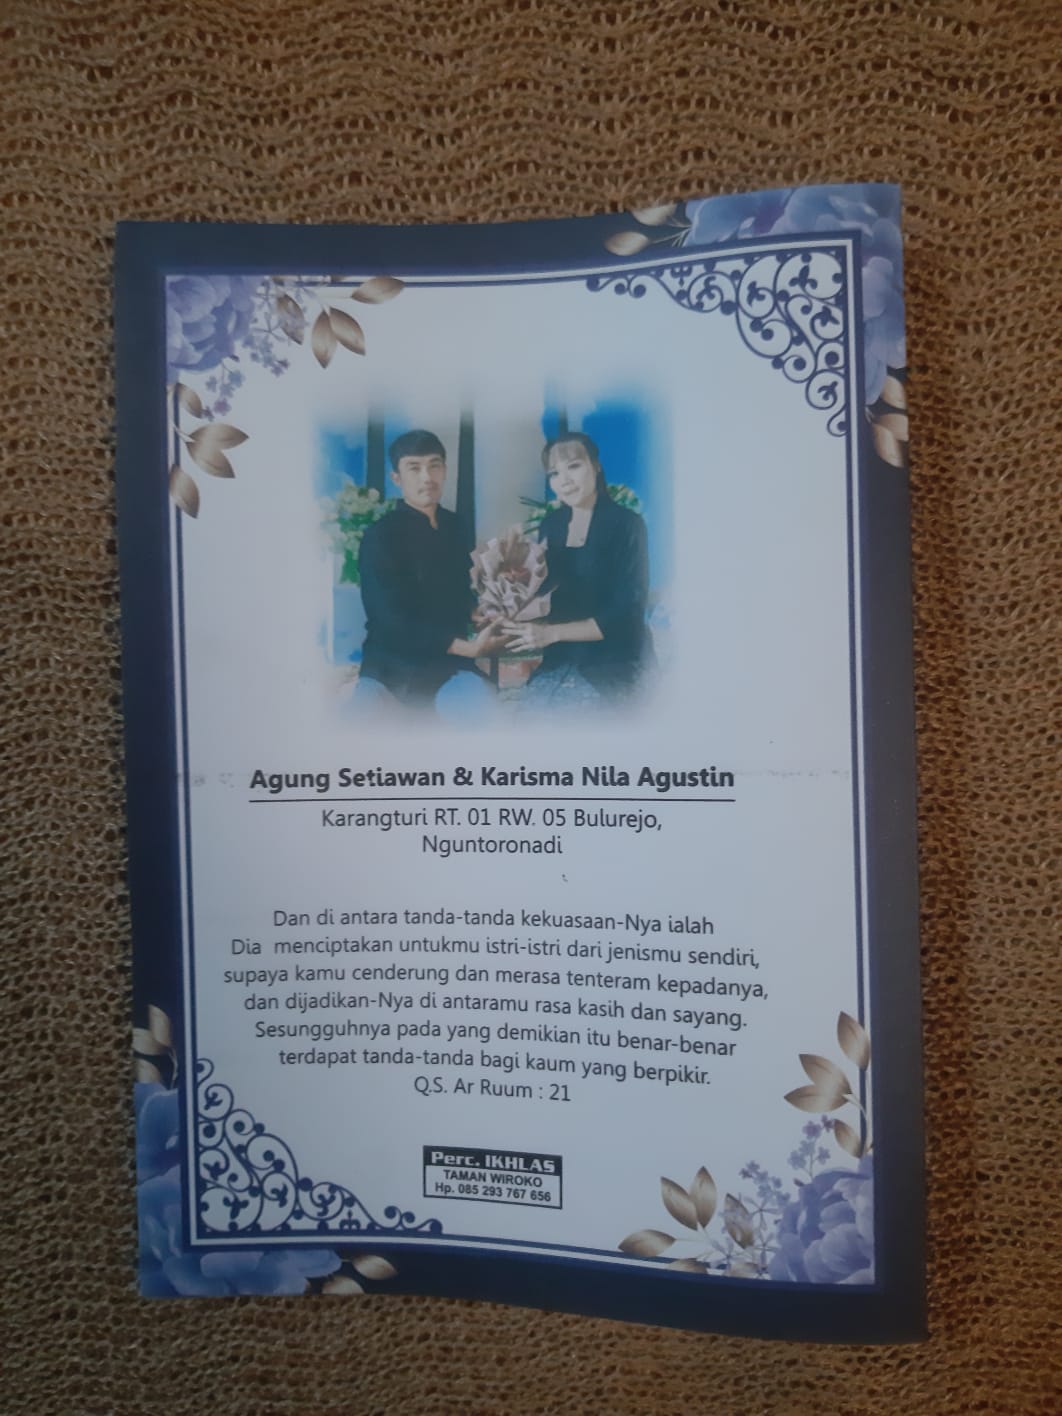 Agung Setiawan & Karisma Nila Agustin
Karangturi RT. 01 RW. 05 Bulurejo,
Nguntoronadi
Dan di antara tanda-tanda kekuasaan-Nya ialah
Dia menciptakan untukmu istri-istri dari jenismu sendiri,
supaya kamu cenderung dan merasa tenteram kepadanya,
dan dijadikan-Nya di antaramu rasa kasih dan sayang.
Sesungguhnya pada yang demikian itu benar-benar
terdapat tanda-tanda bagi kaum yang berpikir.
Q.S. Ar Ruum : 21
Perc. IKHLAS
TAMAN WIROKO
Hp. 085 293 767 656